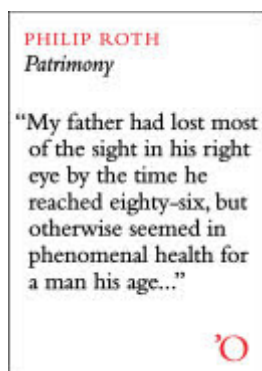 PHILIP ROTH
Patrimony
“My father had lost most
of the sight in his right
eye by the time he
reached eighty-six, but
otherwise seemed in
phenomenal health for
a man his age...”
’O